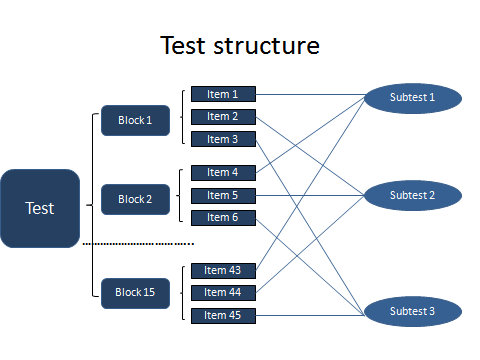 Test structure
Test
Block 1
Item 1
Item 2
Item 3
Block 2
Item 4
Item 5
Item 6
Block 15
Item 43
Item 44
Item 45
Subtest 1
Subtest 2
Subtest 3